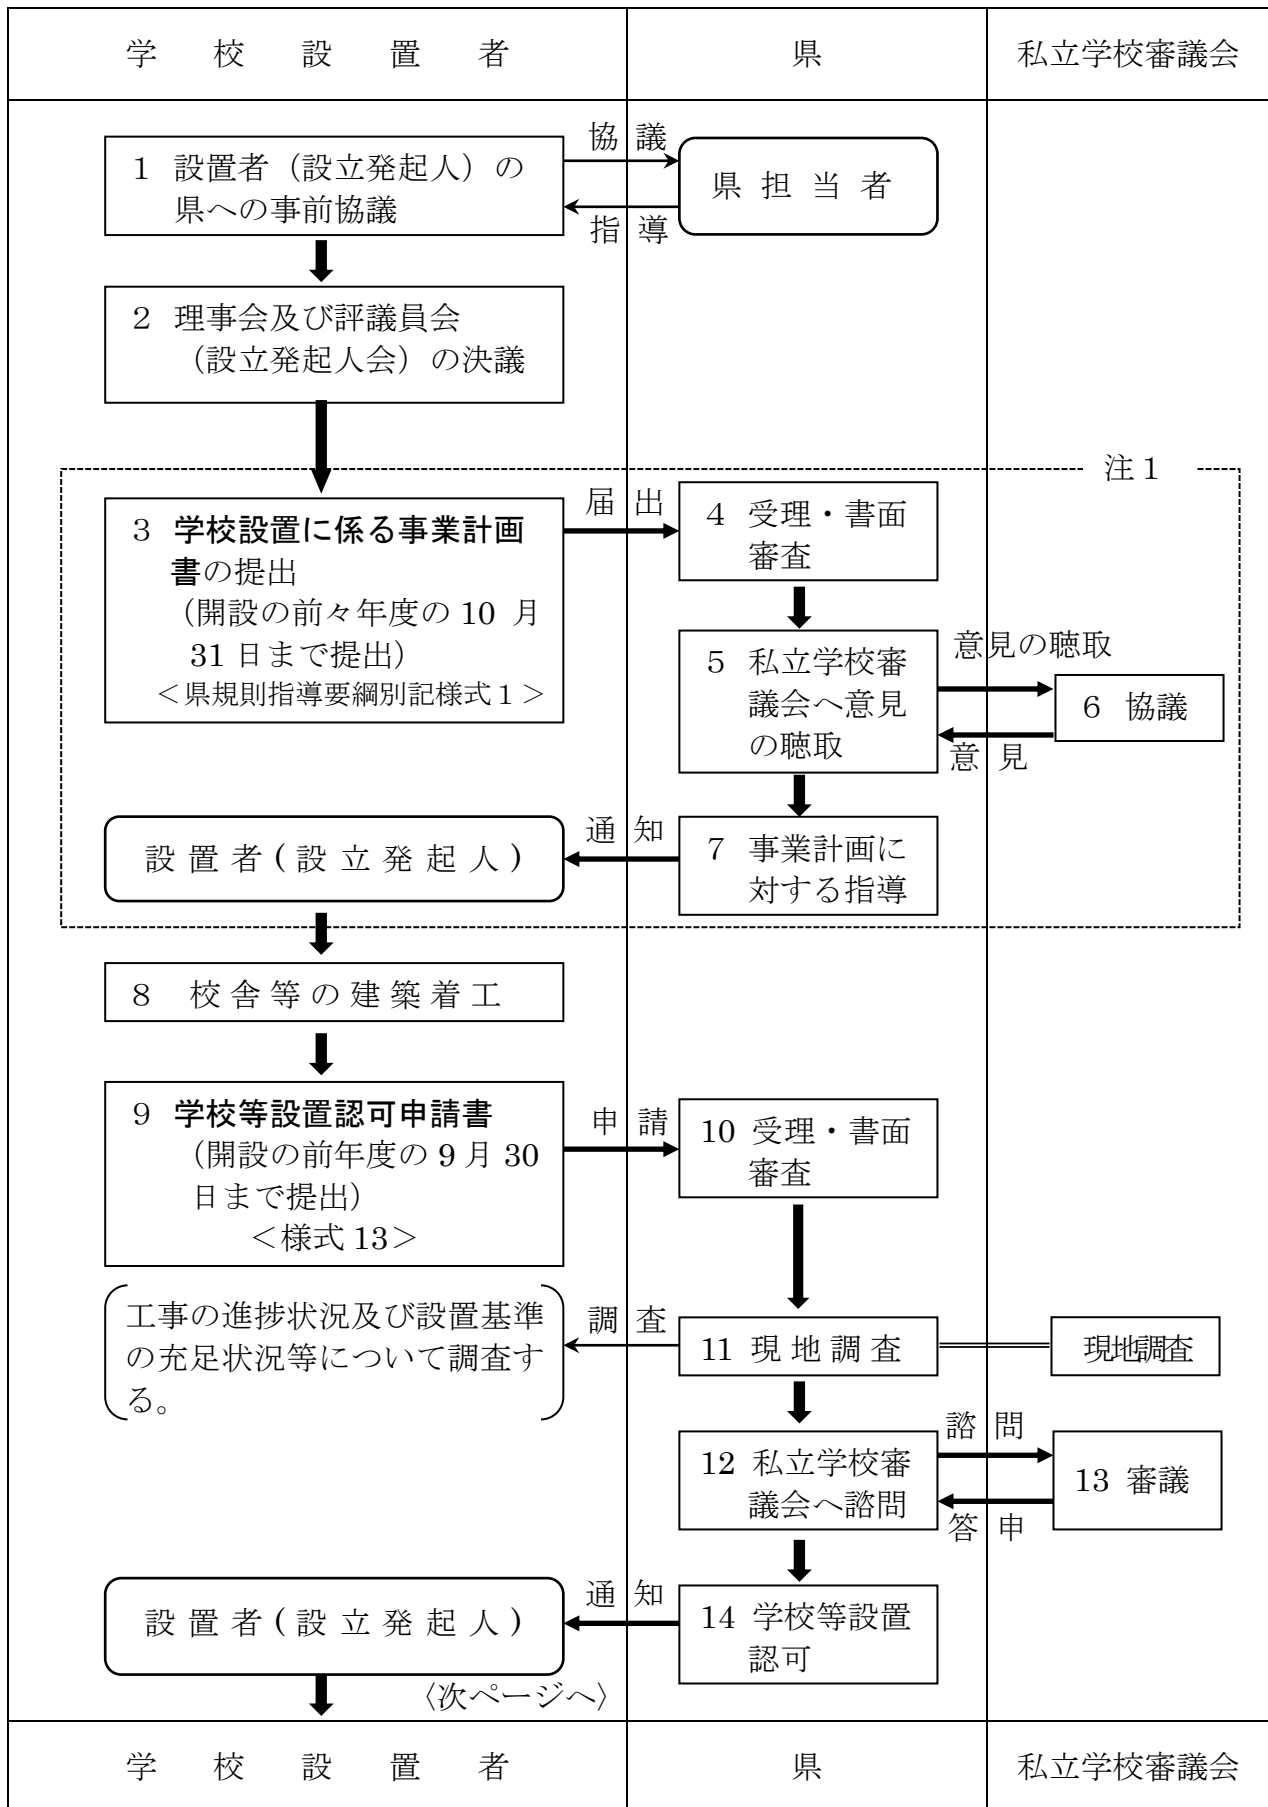 学校設置者
県
私立学校審議会
協議
1 設置者（設立発起人）の
県への事前協議
県担当者
指導
2 理事会及び評議員会
（設立発起人会）の決議
注1
届出
3 学校設置に係る事業計画
書の提出
（開設の前々年度の 10 月
31 日まで提出）
＜県規則指導要綱別記様式1＞
4 受理・書面
審査
5 私立学校審
議会へ意見
の聴取
意見の聴取
6 協議
意見
通知
設置者(設立発起人)
7 事業計画に
対する指導
8 校舎等の建築着工
9 学校等設置認可申請書
（開設の前年度の 9 月 30
日まで提出）
＜様式 13＞
申請
10 受理・書面
審査
工事の進捗状況及び設置基準
の充足状況等について調査す
る。
調査
11 現地調査
現地調査
12 私立学校審
議会へ諮問
諮問
13 審議
答申
通知
設置者(設立発起人)
14 学校等設置
認可
〈次ページへ〉
学校設置者
県
私立学校審議会